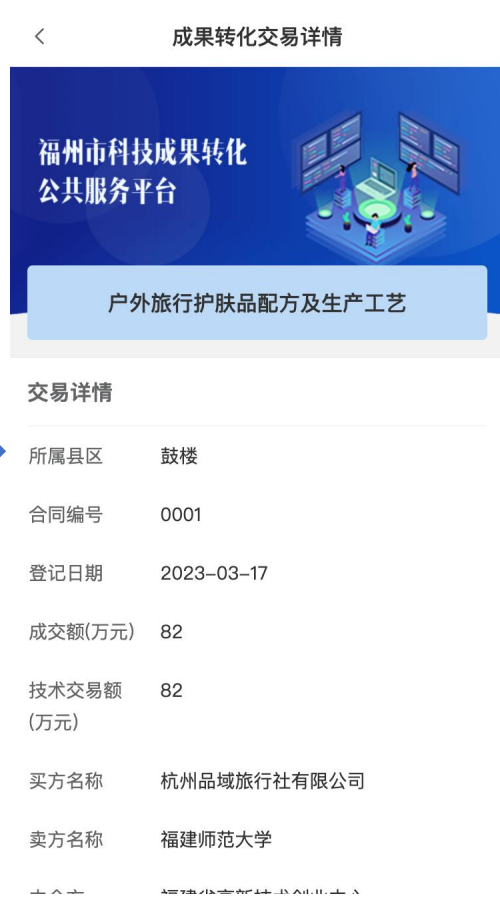 成果转化交易详情
福州市科技成果转化
公共服务平台
户外旅行护肤品配方及生产工艺
交易详情
所属县区 鼓楼
合同编号 0001
登记日期 2023-03-17
成交额(万元) 82
技术交易额 82
(万元)
买方名称 杭州品域旅行社有限公司
卖方名称 福建师范大学